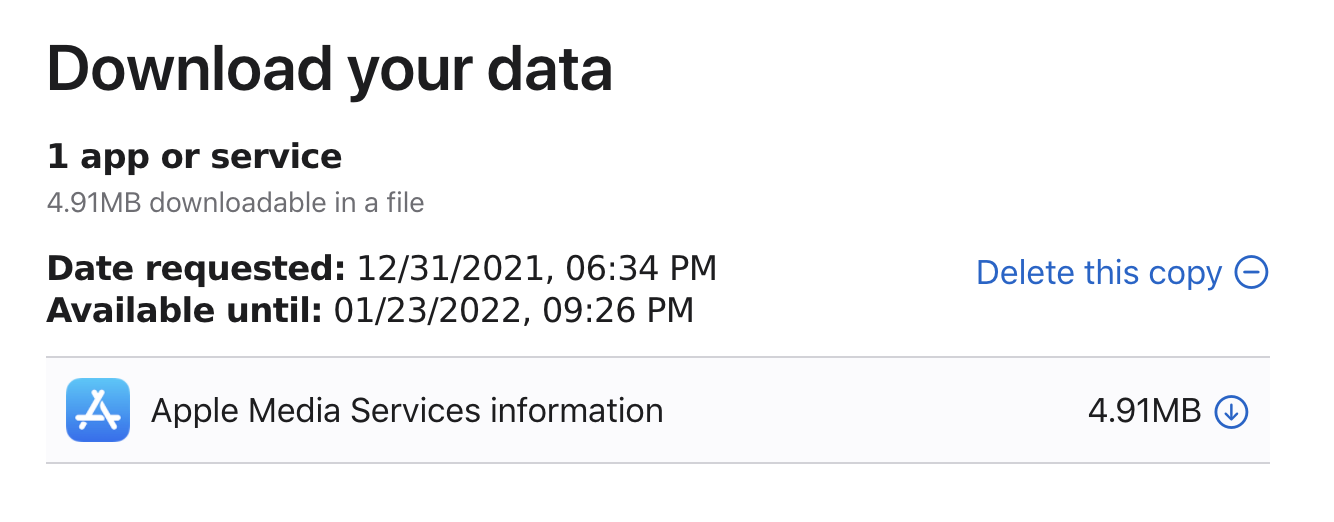 Download your data
1 app or service
4.91MB downloadable in a file
Date requested: 12/31/2021, 06:34 PM
Delete this copy
Available until: 01/23/2022, 09:26 PM
Apple Media Services information 4.91MB